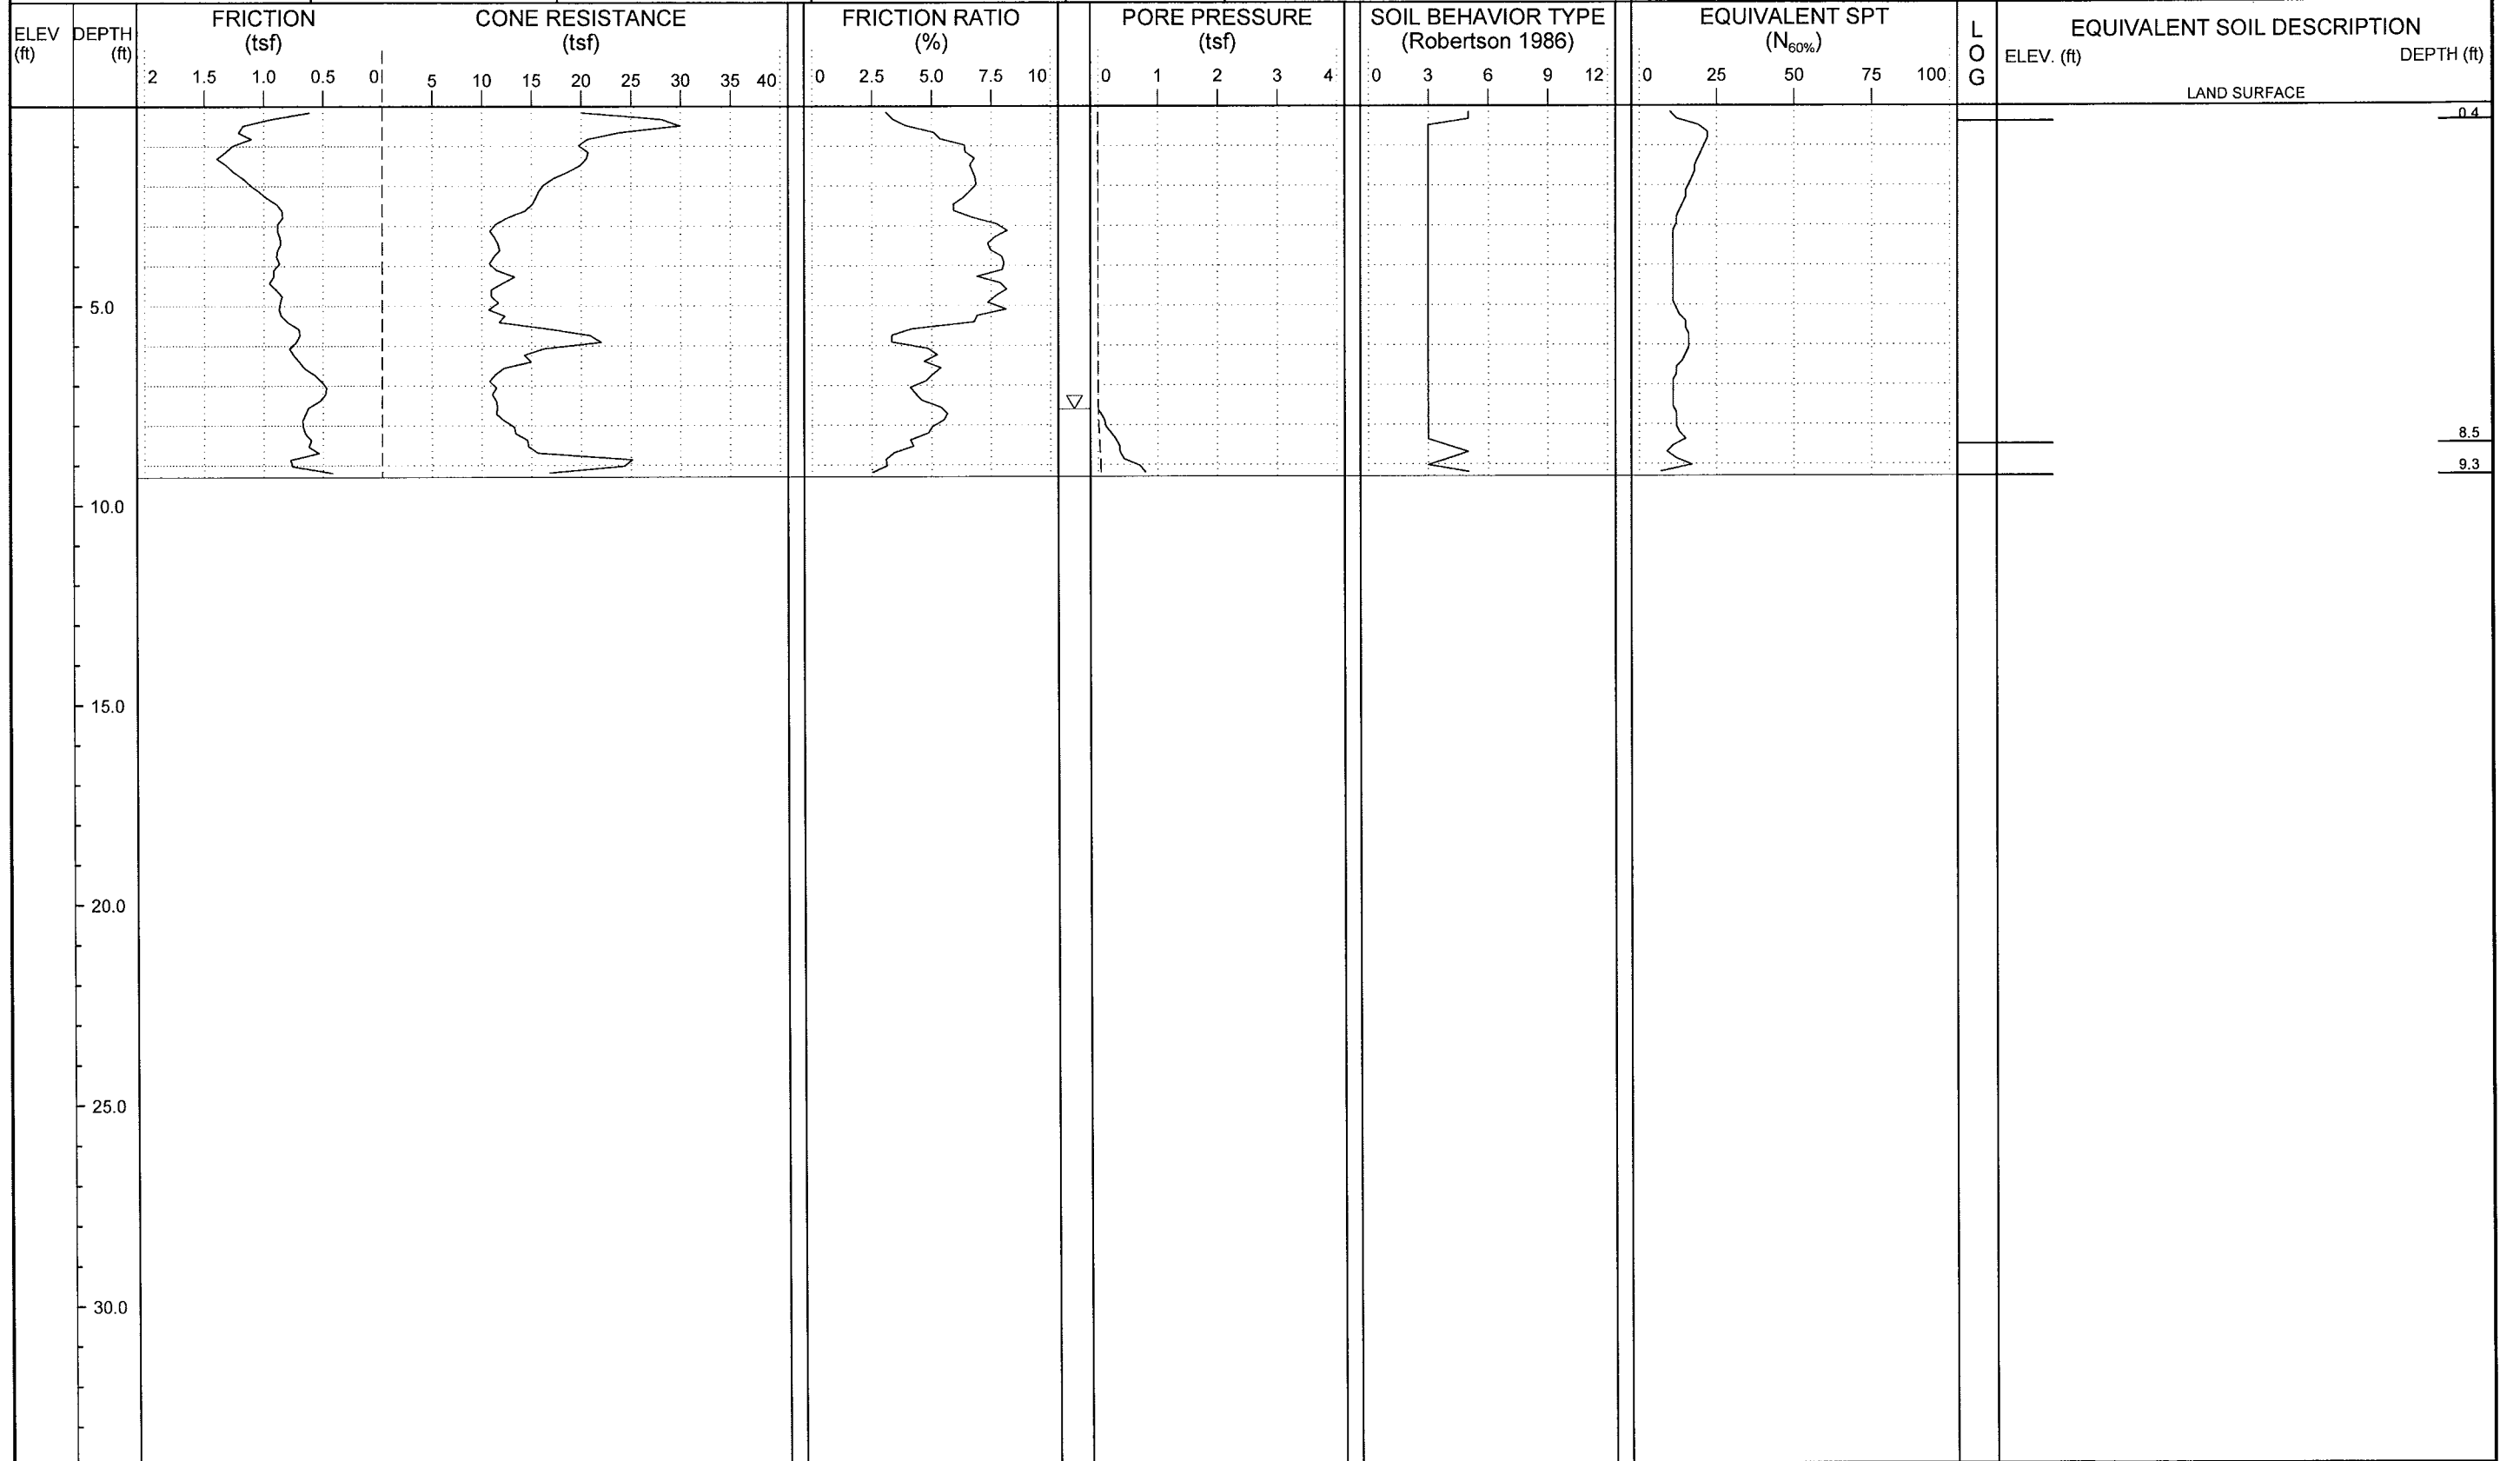 ELEV (ft)
DEPTH (ft)
FRICTION (tsf)
2 1.5 1.0 0.5 0
CONE RESISTANCE (tsf)
5 10 15 20 25 30 35 40
FRICTION RATIO (%)
0 2.5 5.0 7.5 10
PORE PRESSURE (tsf)
0 1 2 3 4
SOIL BEHAVIOR TYPE (Robertson 1986)
0 3 6 9 12
EQUIVALENT SPT (N60%)
0 25 50 75 100
LOG
EQUIVALENT SOIL DESCRIPTION
ELEV. (ft) DEPTH (ft)
LAND SURFACE
0.4
5.0
8.5
9.3
10.0
15.0
20.0
25.0
30.0